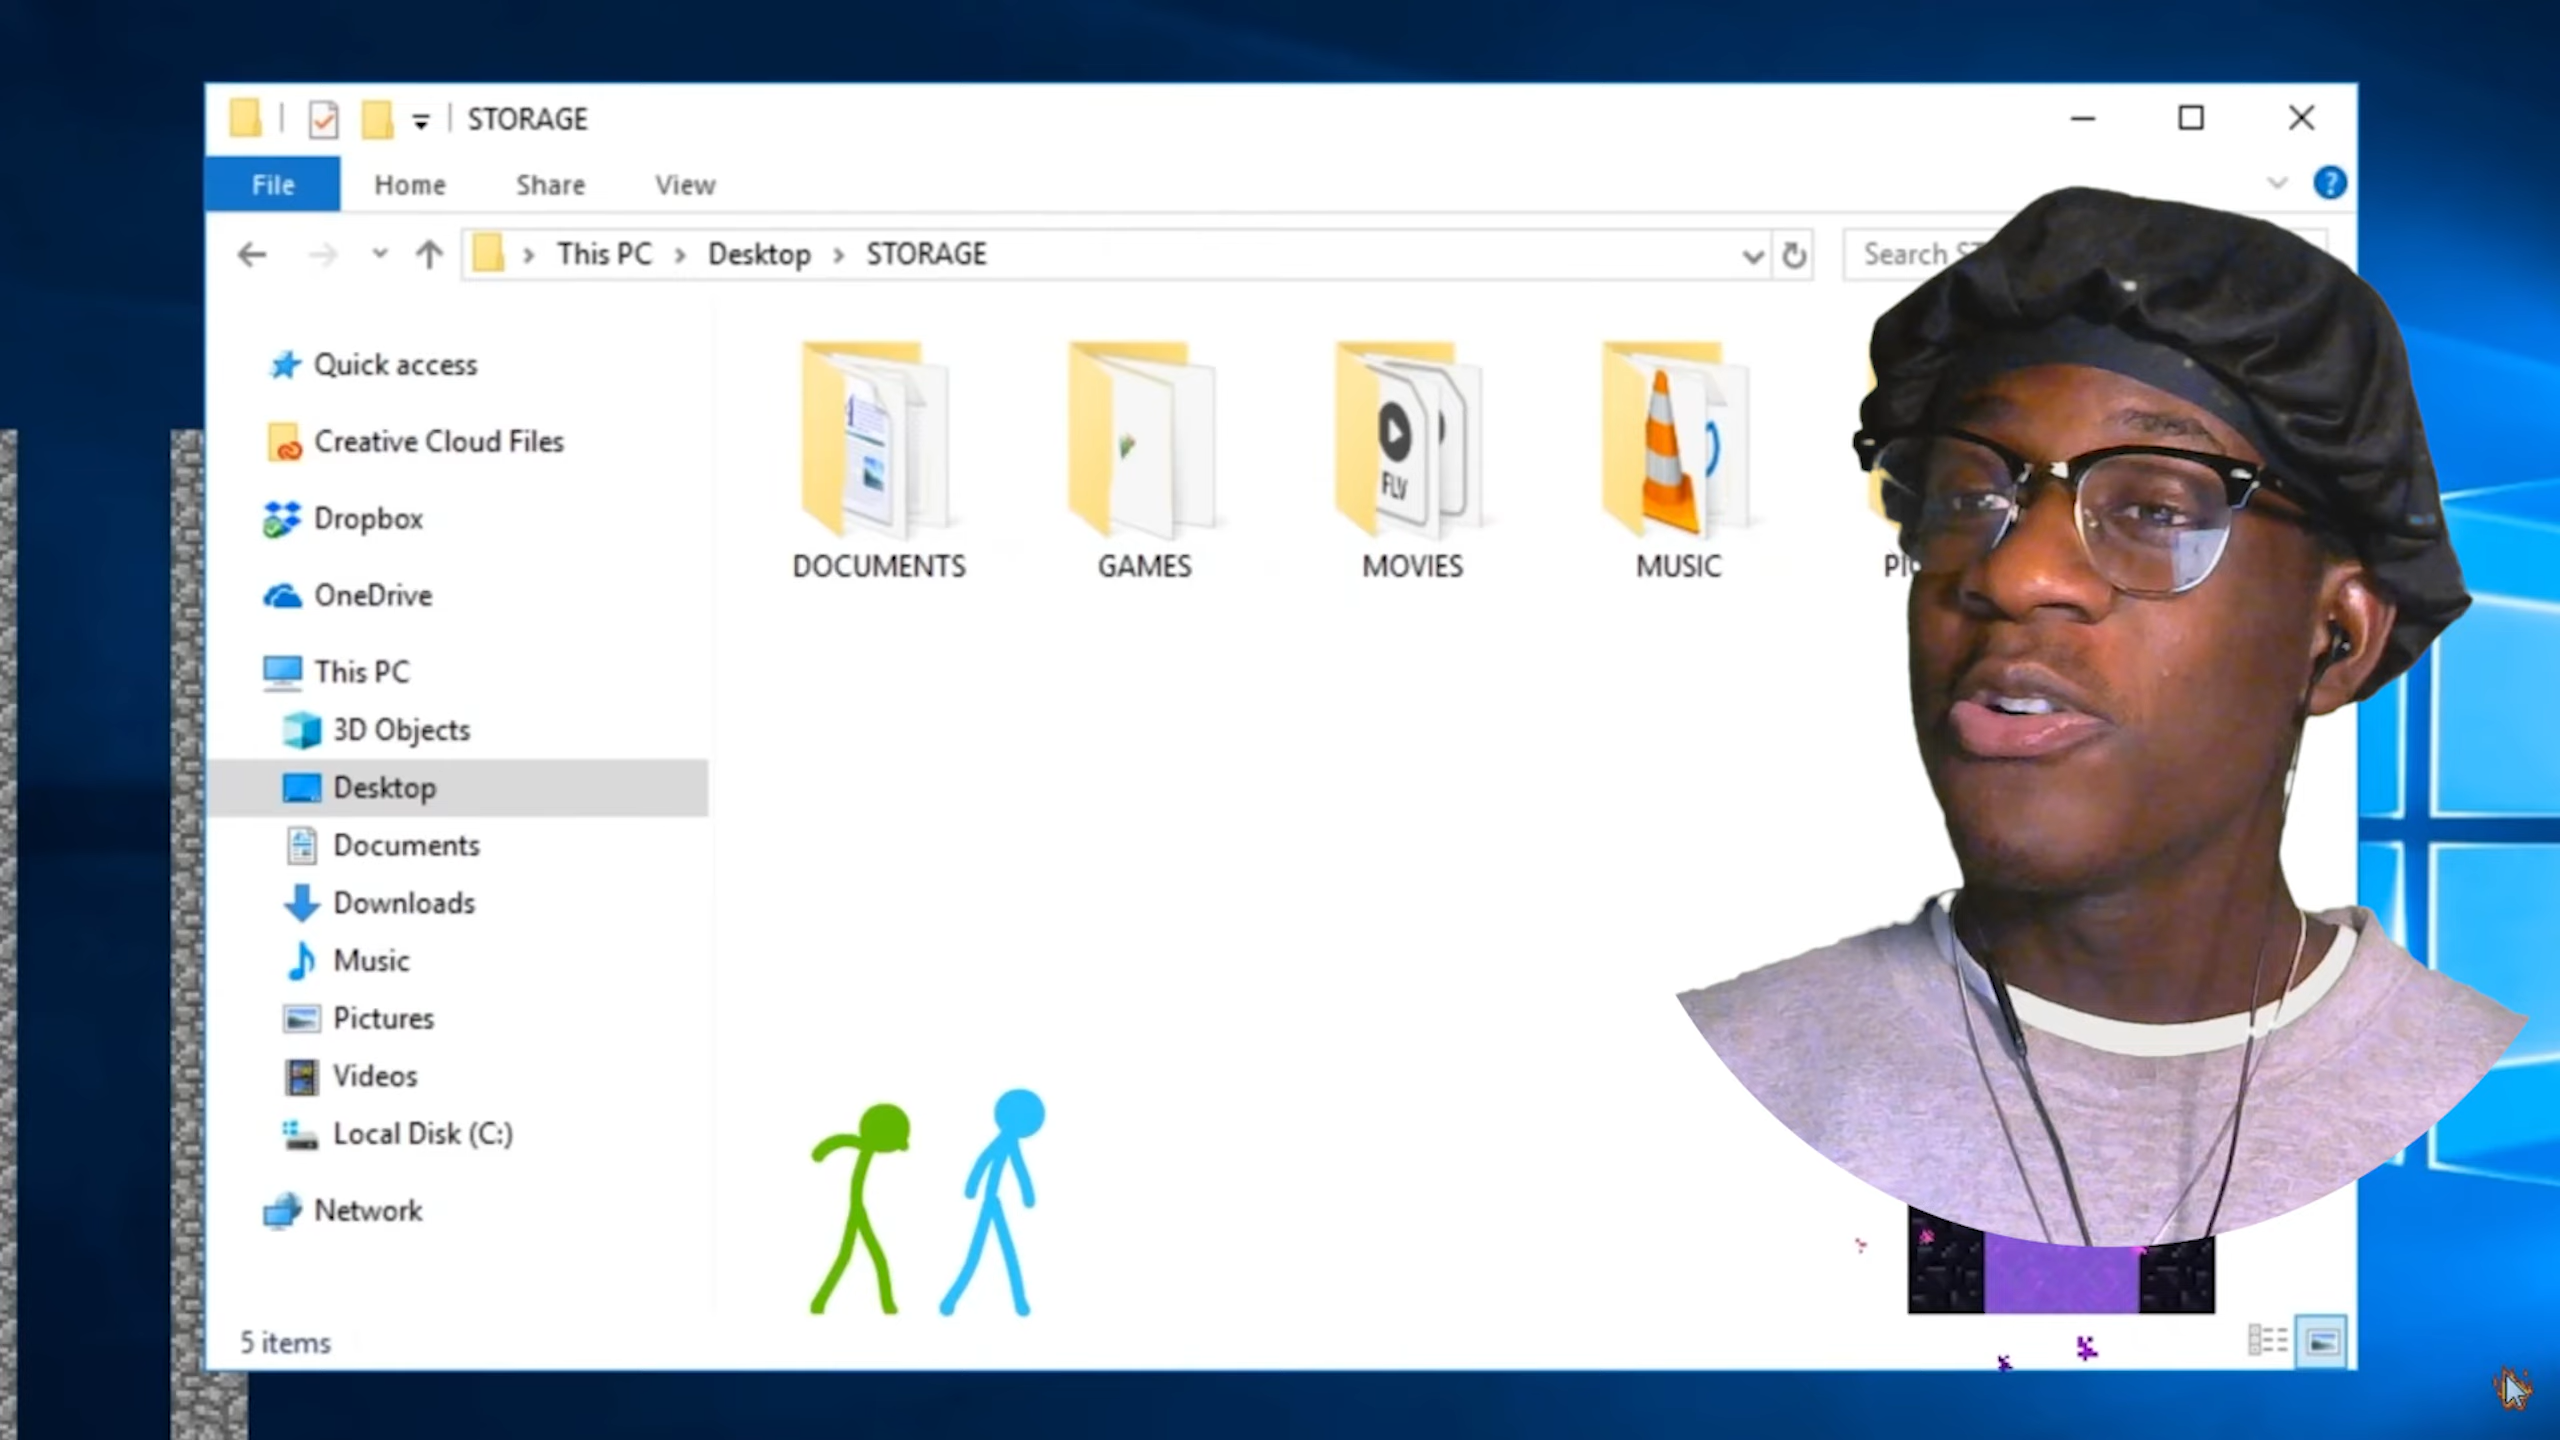 STORAGE
File Home Share View
This PC Desktop STORAGE
Search
Quick access
Creative Cloud Files
Dropbox
OneDrive
This PC
3D Objects
Desktop
Documents
Downloads
Music
Pictures
Videos
Local Disk (C:)
Network
FLV
DOCUMENTS GAMES MOVIES MUSIC
5 items